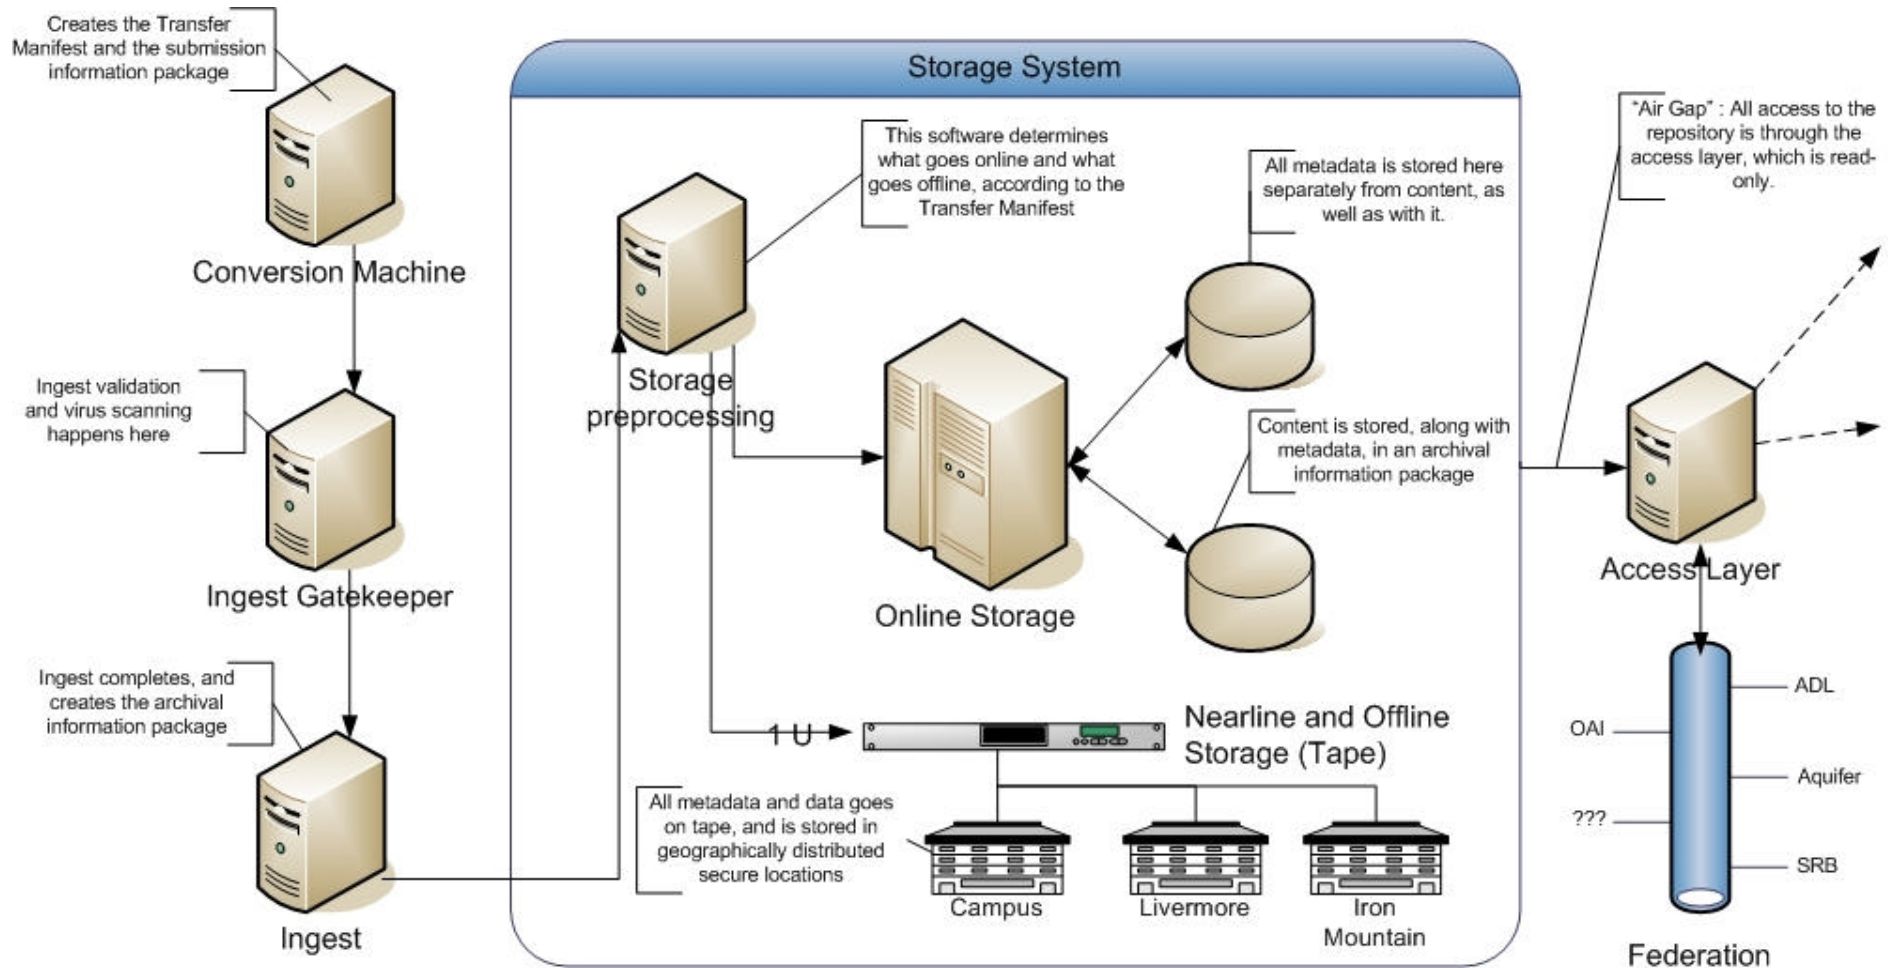 Creates the Transfer
Manifest and the submission
information package
Conversion Machine
Ingest validation
and virus scanning
happens here
Ingest Gatekeeper
Ingest completes, and
creates the archival
information package
Ingest
Storage System
This software determines
what goes online and what
goes offline, according to the
Transfer Manifest
Storage
preprocessing
All metadata is stored here
separately from content, as
well as with it.
Content is stored, along with
metadata, in an archival
information package
Online Storage
1 U
Nearline and Offline
Storage (Tape)
All metadata and data goes
on tape, and is stored in
geographically distributed
secure locations
Campus
Livermore
Iron
Mountain
“Air Gap” : All access to the
repository is through the
access layer, which is read-
only.
Access Layer
ADL
OAI
Aquifer
???
SRB
Federation